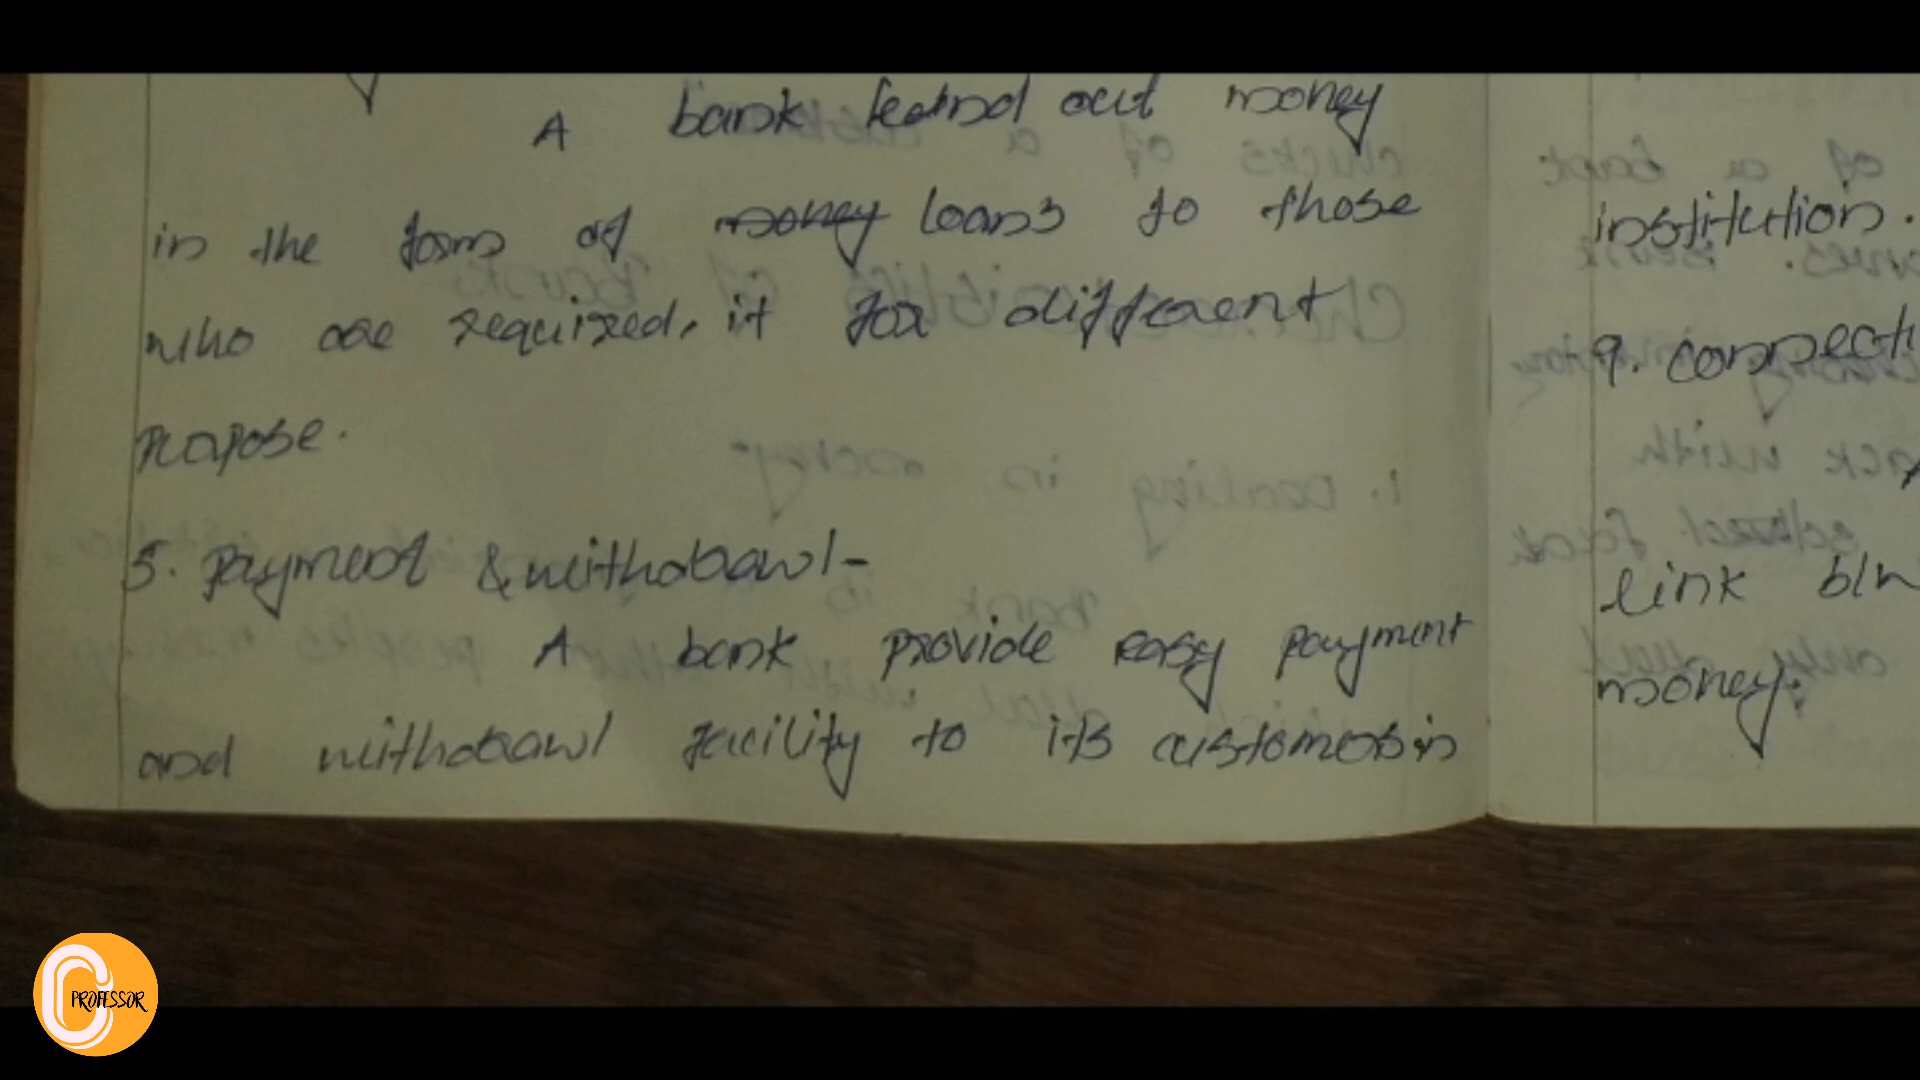 A bank lend out money
in the form of money loans to those
who are required, it for different
propose.
5. Payment & withdrawl-
A bank provide easy payment
and withdrawl facility to its customers in
institution.
9. connecti
link b/w
money.
C
PROFESSOR